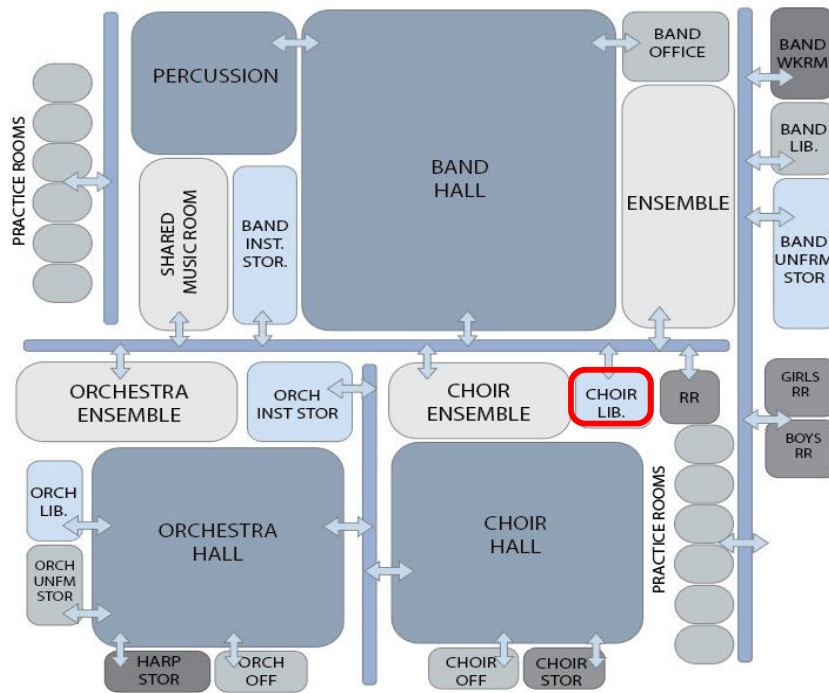 PRACTICE ROOMS
PERCUSSION
SHARED
MUSIC ROOM
BAND
INST.
STOR.
BAND
HALL
BAND
OFFICE
ENSEMBLE
BAND
WKRM
BAND
LIB.
BAND
UNFRM
STOR
ORCHESTRA
ENSEMBLE
ORCH
INST STOR
CHOIR
ENSEMBLE
CHOIR
LIB.
RR
GIRLS
RR
BOYS
RR
ORCH
LIB.
ORCH
UNFM
STOR
ORCHESTRA
HALL
CHOIR
HALL
PRACTICE ROOMS
HARP
STOR
ORCH
OFF
CHOIR
OFF
CHOIR
STOR